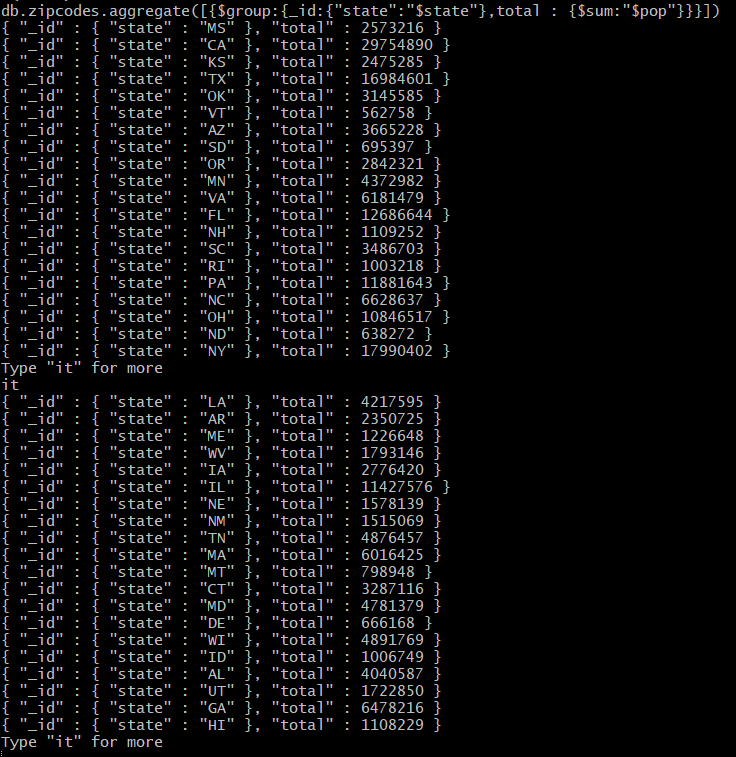 db.zipcodes.aggregate([{$group:{_id:{"state":"$state"},total : {$sum:"$pop"}}}])
{ "_id" : { "state" : "MS" }, "total" : 2573216 }
{ "_id" : { "state" : "CA" }, "total" : 29754890 }
{ "_id" : { "state" : "KS" }, "total" : 2475285 }
{ "_id" : { "state" : "TX" }, "total" : 16984601 }
{ "_id" : { "state" : "OK" }, "total" : 3145585 }
{ "_id" : { "state" : "VT" }, "total" : 562758 }
{ "_id" : { "state" : "AZ" }, "total" : 3665228 }
{ "_id" : { "state" : "SD" }, "total" : 695397 }
{ "_id" : { "state" : "OR" }, "total" : 2842321 }
{ "_id" : { "state" : "MN" }, "total" : 4372982 }
{ "_id" : { "state" : "VA" }, "total" : 6181479 }
{ "_id" : { "state" : "FL" }, "total" : 12686644 }
{ "_id" : { "state" : "NH" }, "total" : 1109252 }
{ "_id" : { "state" : "SC" }, "total" : 3486703 }
{ "_id" : { "state" : "RI" }, "total" : 1003218 }
{ "_id" : { "state" : "PA" }, "total" : 11881643 }
{ "_id" : { "state" : "NC" }, "total" : 6628637 }
{ "_id" : { "state" : "OH" }, "total" : 10846517 }
{ "_id" : { "state" : "ND" }, "total" : 638272 }
{ "_id" : { "state" : "NY" }, "total" : 17990402 }
Type "it" for more
it
{ "_id" : { "state" : "LA" }, "total" : 4217595 }
{ "_id" : { "state" : "AR" }, "total" : 2350725 }
{ "_id" : { "state" : "ME" }, "total" : 1226648 }
{ "_id" : { "state" : "WV" }, "total" : 1793146 }
{ "_id" : { "state" : "IA" }, "total" : 2776420 }
{ "_id" : { "state" : "IL" }, "total" : 11427576 }
{ "_id" : { "state" : "NE" }, "total" : 1578139 }
{ "_id" : { "state" : "NM" }, "total" : 1515069 }
{ "_id" : { "state" : "TN" }, "total" : 4876457 }
{ "_id" : { "state" : "MA" }, "total" : 6016425 }
{ "_id" : { "state" : "MT" }, "total" : 798948 }
{ "_id" : { "state" : "CT" }, "total" : 3287116 }
{ "_id" : { "state" : "MD" }, "total" : 4781379 }
{ "_id" : { "state" : "DE" }, "total" : 666168 }
{ "_id" : { "state" : "WI" }, "total" : 4891769 }
{ "_id" : { "state" : "ID" }, "total" : 1006749 }
{ "_id" : { "state" : "AL" }, "total" : 4040587 }
{ "_id" : { "state" : "UT" }, "total" : 1722850 }
{ "_id" : { "state" : "GA" }, "total" : 6478216 }
{ "_id" : { "state" : "HI" }, "total" : 1108229 }
Type "it" for more